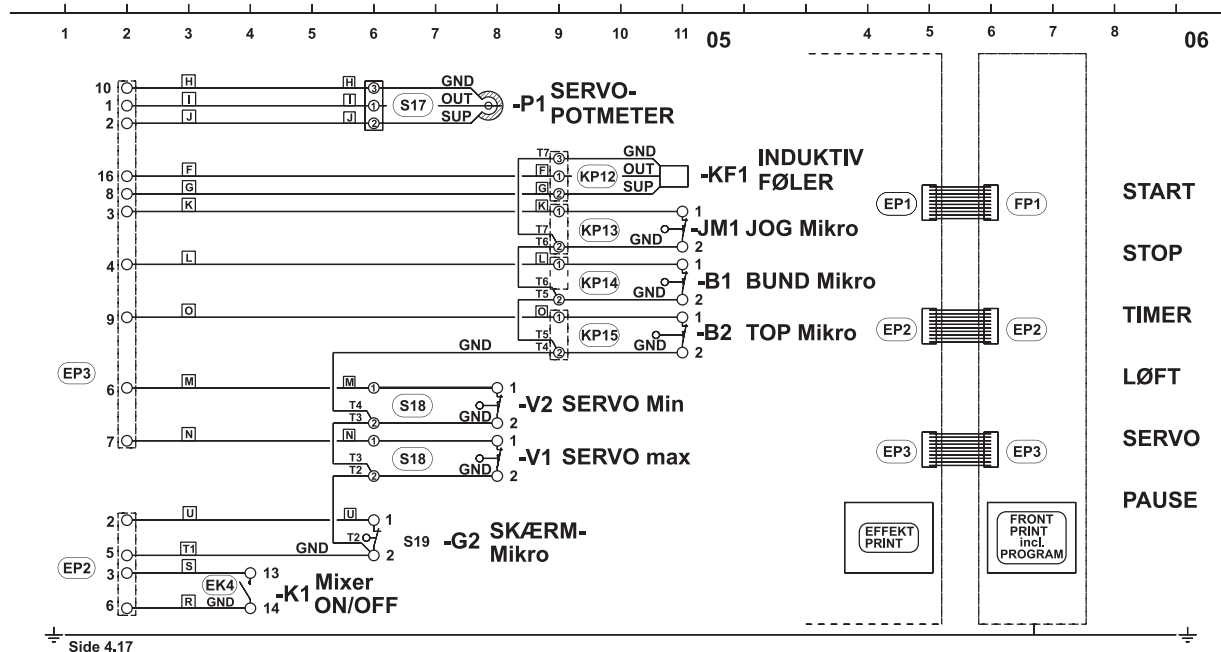 1 2 3 4 5 6 7 8 9 10 11 05 4 5 6 7 8 06
10 H H 3 GND
1 I I 1 S17 OUT -P1 SERVO-
2 J J 2 SUP POTMETER
T7 3 GND
16 F F 1 KP12 OUT -KF1 INDUKTIV
8 G G 2 SUP FØLER
3 K K 1 1
KP13 -JM1 JOG Mikro
T7
T6 2 GND 2
4 L L 1 1
KP14 -B1 BUND Mikro
T6
T5 2 GND 2
9 O O 1 1
KP15 -B2 TOP Mikro
T5
GND T4 2 GND 2
EP3
6 M M 1 1
S18 -V2 SERVO Min
T4
T3 2 GND 2
7 N N 1 1
S18 -V1 SERVO max
T3
T2 2 GND 2
2 U U 1
T2 S19 -G2 SKÆRM-
Mikro
5 T1 GND 2
EP2
3 S 13
EK4 -K1 Mixer
ON/OFF
6 R GND 14
EP1 FP1
EP2 EP2
EP3 EP3
EFFEKT
PRINT
FRONT
PRINT
incl.
PROGRAM
START
STOP
TIMER
LØFT
SERVO
PAUSE
Side 4.17